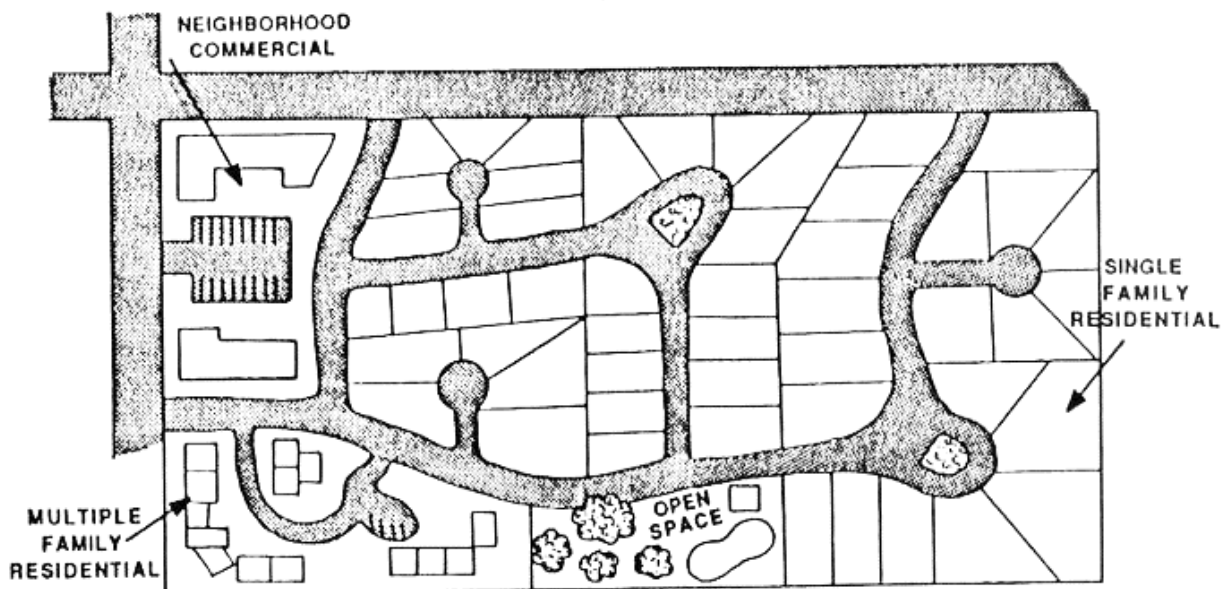 NEIGHBORHOOD
COMMERCIAL
SINGLE
FAMILY
RESIDENTIAL
OPEN
SPACE
MULTIPLE
FAMILY
RESIDENTIAL